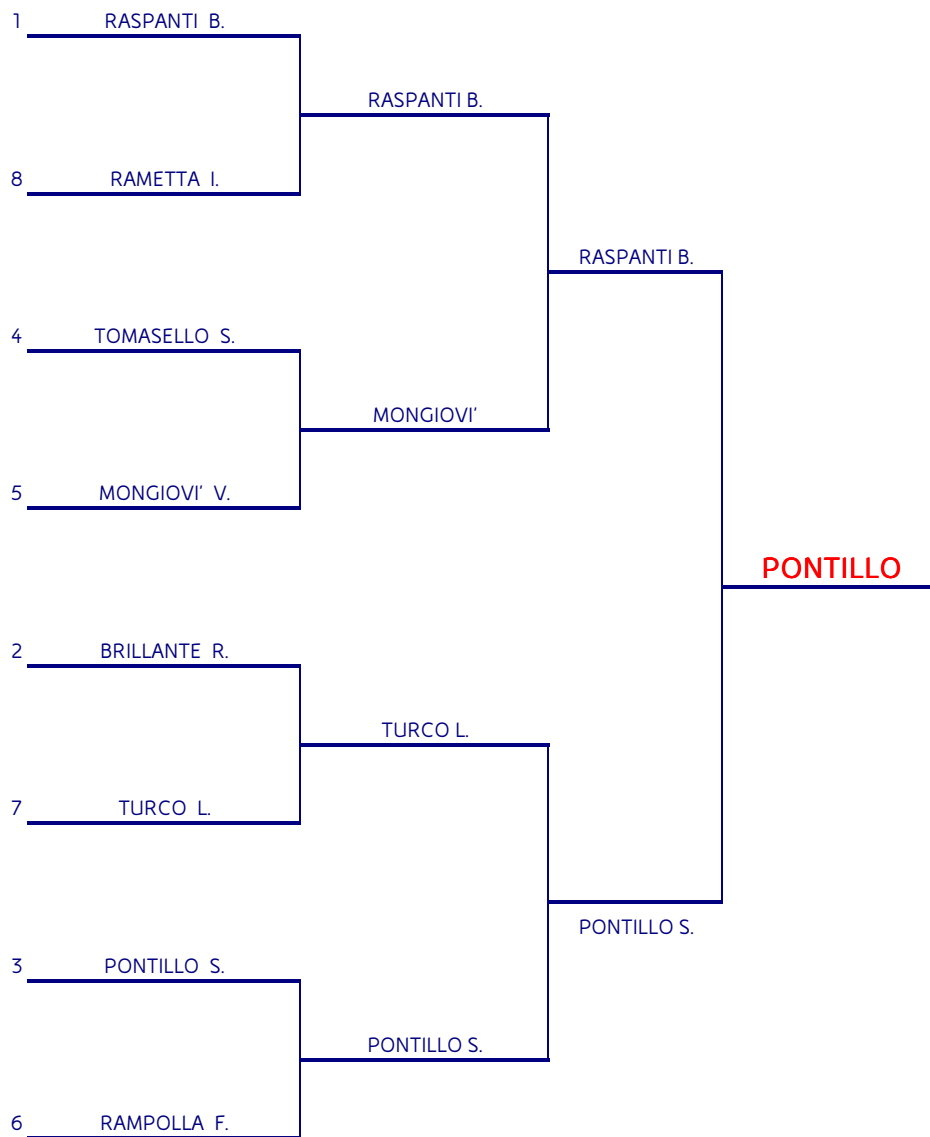 1 RASPANTI B.
RASPANTI B.
8 RAMETTA I.
RASPANTI B.
4 TOMASELLO S.
MONGIOVI'
5 MONGIOVI' V.
PONTILLO
2 BRILLANTE R.
TURCO L.
7 TURCO L.
PONTILLO S.
3 PONTILLO S.
PONTILLO S.
6 RAMPOLLA F.